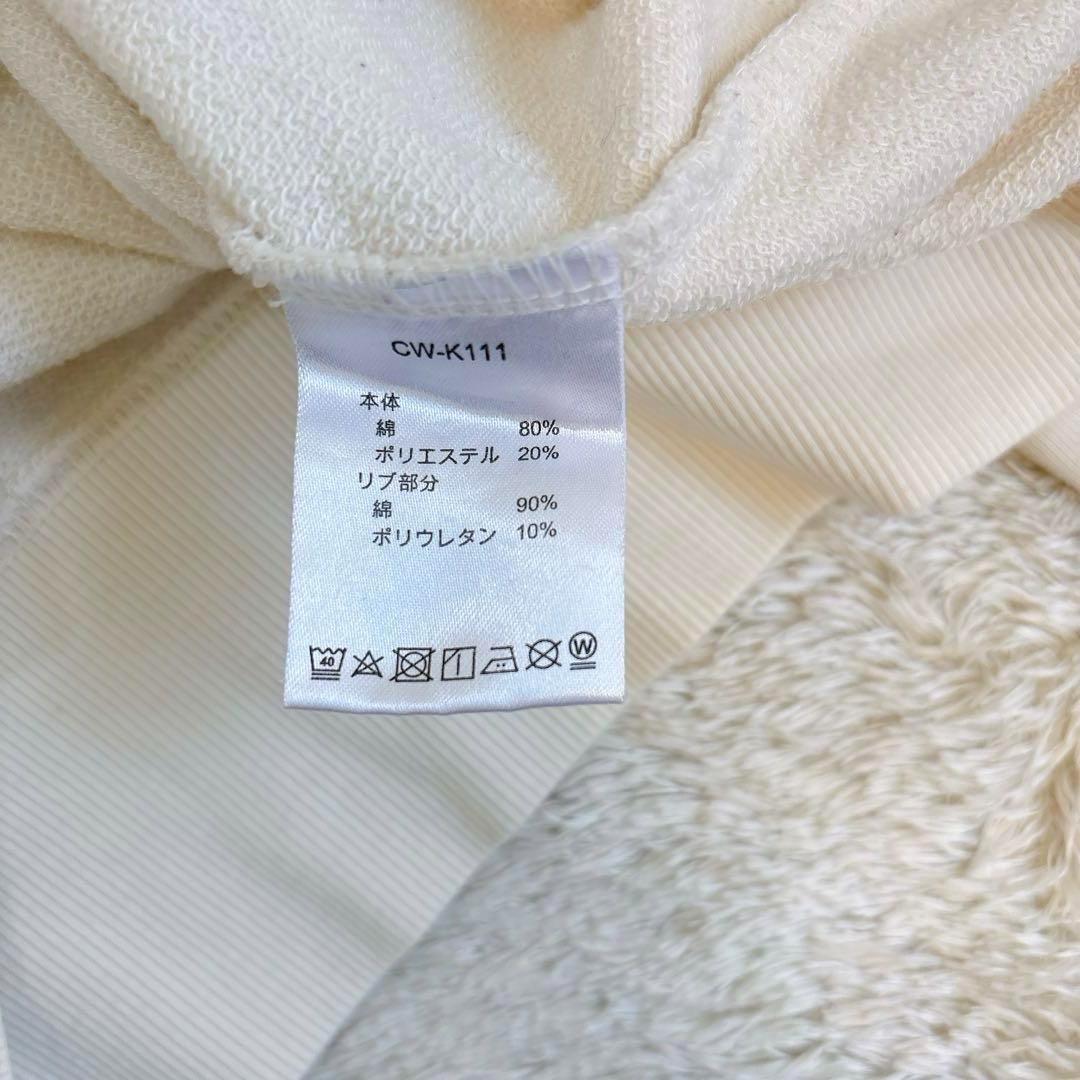 CW-K111
本体
綿 80%
ポリエステル 20%
リブ部分
綿 90%
ポリウレタン 10%
40 W